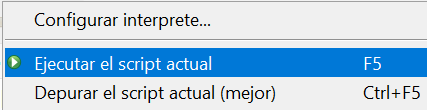 Configurar interprete...
Ejecutar el script actual F5
Depurar el script actual (mejor) Ctrl+F5